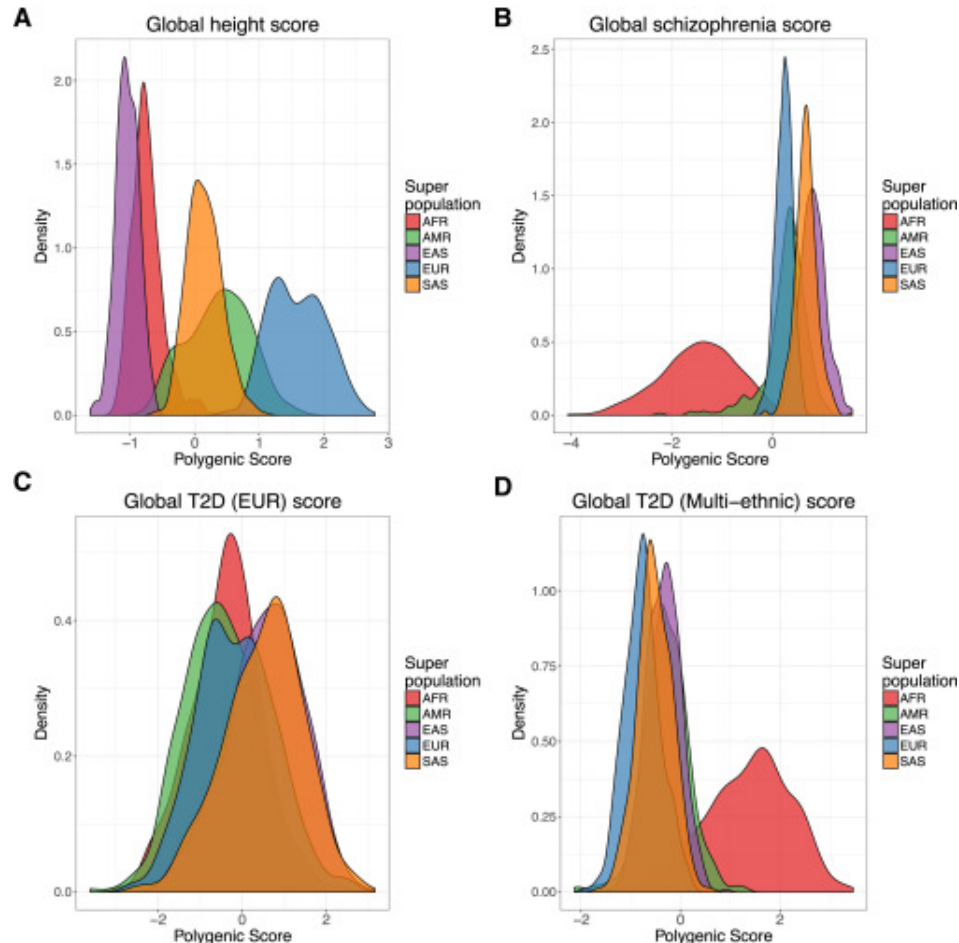 A
Global height score
2.0
1.5
1.0
0.5
0.0
Density
−1
0
1
2
3
Polygenic Score
Super
population
AFR
AMR
EAS
EUR
SAS
B
Global schizophrenia score
2.5
2.0
1.5
1.0
0.5
0.0
Density
−4
−2
0
Polygenic Score
Super
population
AFR
AMR
EAS
EUR
SAS
C
Global T2D (EUR) score
0.4
0.2
0.0
Density
−2
0
2
Polygenic Score
Super
population
AFR
AMR
EAS
EUR
SAS
D
Global T2D (Multi−ethnic) score
1.00
0.75
0.50
0.25
0.00
Density
−2
0
2
Polygenic Score
Super
population
AFR
AMR
EAS
EUR
SAS